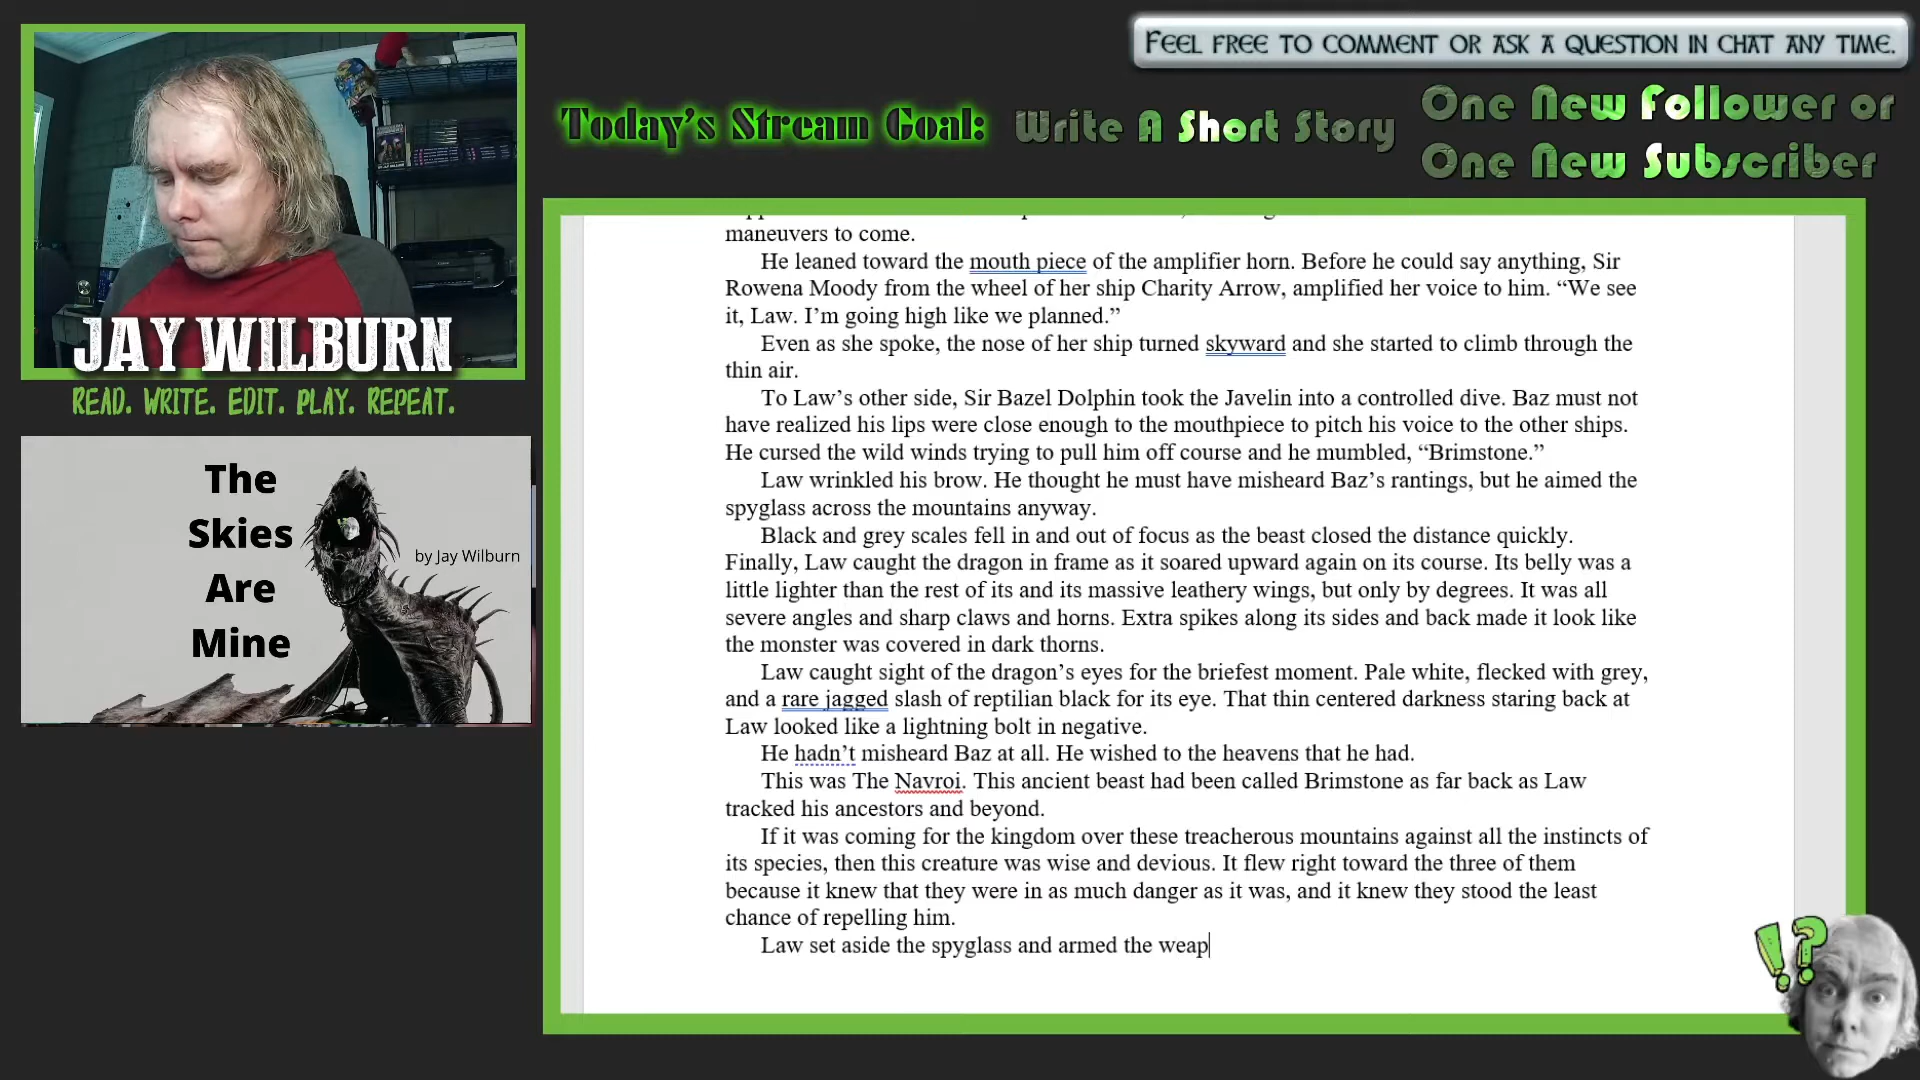 FEEL FREE TO COMMENT OR ASK A QUESTION IN CHAT ANY TIME.
Today's Stream Goal:
Write A Short Story
One New Follower or
One New Subscriber
JAY WILBURN
READ. WRITE. EDIT. PLAY. REPEAT.
The
Skies
Are
Mine
by Jay Wilburn
maneuvers to come.
He leaned toward the mouth piece of the amplifier horn. Before he could say anything, Sir
Rowena Moody from the wheel of her ship Charity Arrow, amplified her voice to him. “We see
it, Law. I’m going high like we planned.”
Even as she spoke, the nose of her ship turned skyward and she started to climb through the
thin air.
To Law’s other side, Sir Bazel Dolphin took the Javelin into a controlled dive. Baz must not
have realized his lips were close enough to the mouthpiece to pitch his voice to the other ships.
He cursed the wild winds trying to pull him off course and he mumbled, “Brimstone.”
Law wrinkled his brow. He thought he must have misheard Baz’s rantings, but he aimed the
spyglass across the mountains anyway.
Black and grey scales fell in and out of focus as the beast closed the distance quickly.
Finally, Law caught the dragon in frame as it soared upward again on its course. Its belly was a
little lighter than the rest of its and its massive leathery wings, but only by degrees. It was all
severe angles and sharp claws and horns. Extra spikes along its sides and back made it look like
the monster was covered in dark thorns.
Law caught sight of the dragon’s eyes for the briefest moment. Pale white, flecked with grey,
and a rare jagged slash of reptilian black for its eye. That thin centered darkness staring back at
Law looked like a lightning bolt in negative.
He hadn’t misheard Baz at all. He wished to the heavens that he had.
This was The Navroi. This ancient beast had been called Brimstone as far back as Law
tracked his ancestors and beyond.
If it was coming for the kingdom over these treacherous mountains against all the instincts of
its species, then this creature was wise and devious. It flew right toward the three of them
because it knew that they were in as much danger as it was, and it knew they stood the least
chance of repelling him.
Law set aside the spyglass and armed the weap
!?